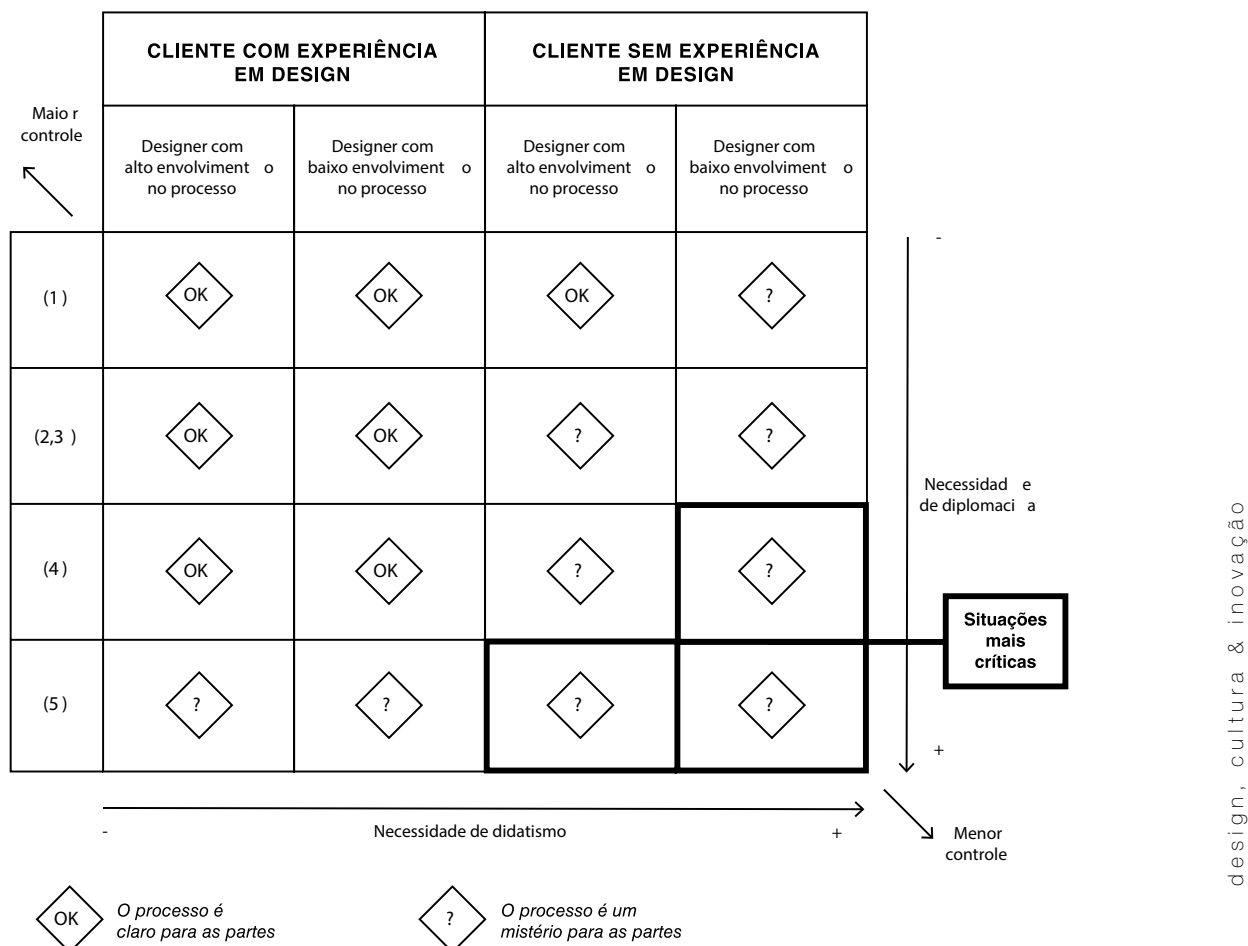 CLIENTE COM EXPERIÊNCIA
EM DESIGN
CLIENTE SEM EXPERIÊNCIA
EM DESIGN
Maio r
controle
Designer com
alto envolviment o
no processo
Designer com
baixo envolviment o
no processo
Designer com
alto envolviment o
no processo
Designer com
baixo envolviment o
no processo
-
(1 )
OK
OK
OK
?
(2,3 )
OK
OK
?
?
Necessidad e
de diplomaci a
(4 )
OK
OK
?
?
Situações
mais
críticas
(5 )
?
?
?
?
+
-
Necessidade de didatismo
+
Menor
controle
OK
O processo é
claro para as partes
?
O processo é um
mistério para as partes
design, cultura & inovação